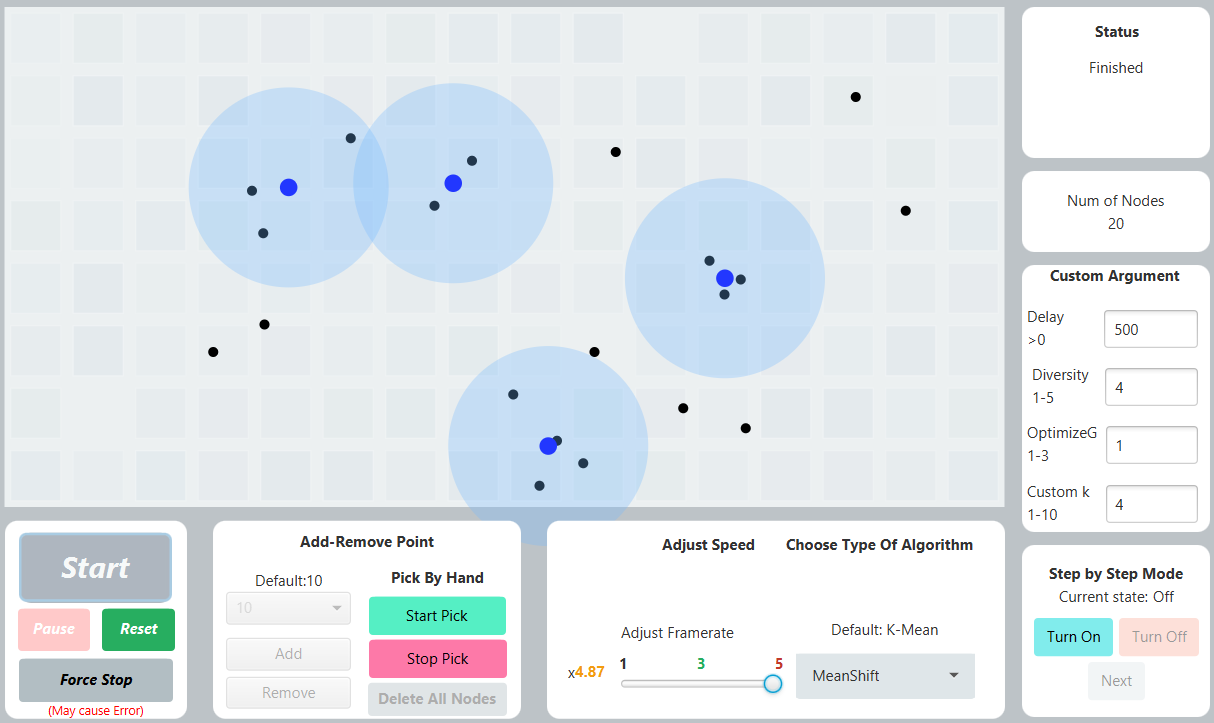 Status
Finished
Num of Nodes
20
Custom Argument
Delay
>0
500
Diversity
1-5
4
OptimizeG
1-3
1
Custom k
1-10
4
Start
Pause
Reset
Force Stop
(May cause Error)
Add-Remove Point
Default:10
10
Add
Remove
Pick By Hand
Start Pick
Stop Pick
Delete All Nodes
Adjust Speed
Adjust Framerate
x4.87
1 3 5
Choose Type Of Algorithm
Default: K-Mean
MeanShift
Step by Step Mode
Current state: Off
Turn On
Turn Off
Next